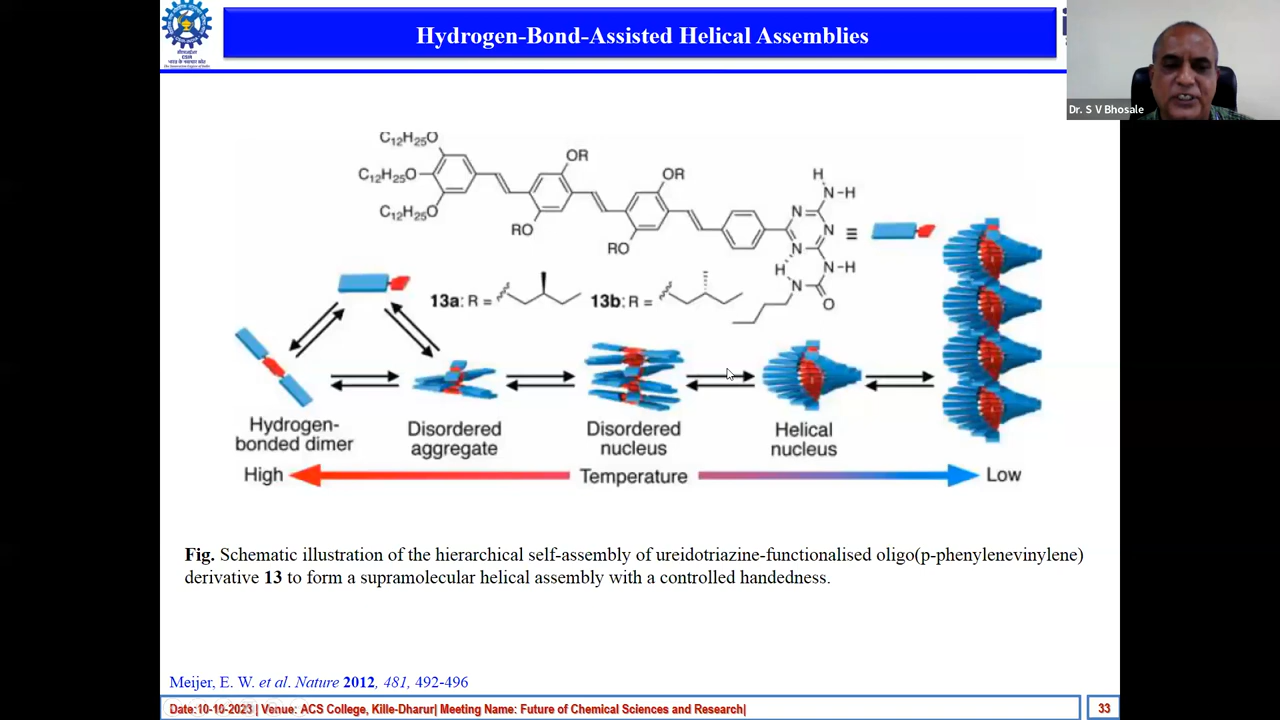 Hydrogen-Bond-Assisted Helical Assemblies
CSIR
Dr. S V Bhosale
C₁₂H₂₅O
C₁₂H₂₅O
C₁₂H₂₅O
OR
RO
OR
RO
N
N
N
H
N-H
H
N-H
N
O
≡
13a: R =
13b: R =
Hydrogen-
bonded dimer
Disordered
aggregate
Disordered
nucleus
Helical
nucleus
High
Temperature
Low
Fig. Schematic illustration of the hierarchical self-assembly of ureidotriazine-functionalised oligo(p-phenylenevinylene)
derivative 13 to form a supramolecular helical assembly with a controlled handedness.
Meijer, E. W. et al. Nature 2012, 481, 492-496
Date:10-10-2023 | Venue: ACS College, Kille-Dharur| Meeting Name: Future of Chemical Sciences and Research|
33